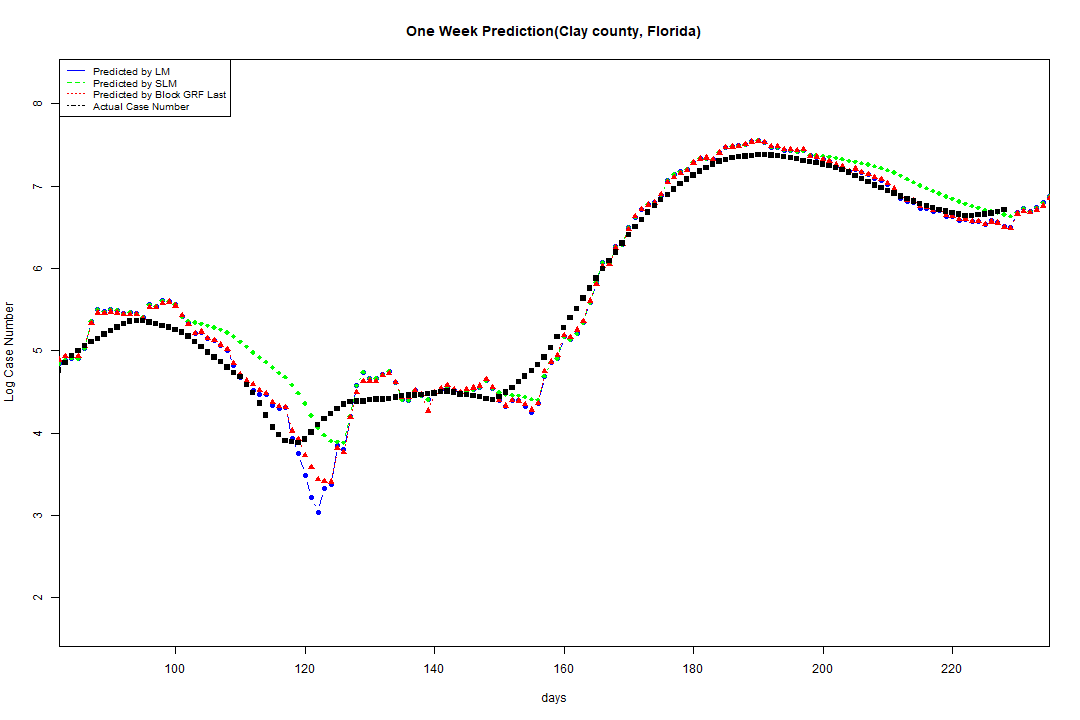 One Week Prediction(Clay county, Florida)
Predicted by LM
Predicted by SLM
Predicted by Block GRF Last
Actual Case Number
8
7
6
5
4
3
2
Log Case Number
100 120 140 160 180 200 220
days